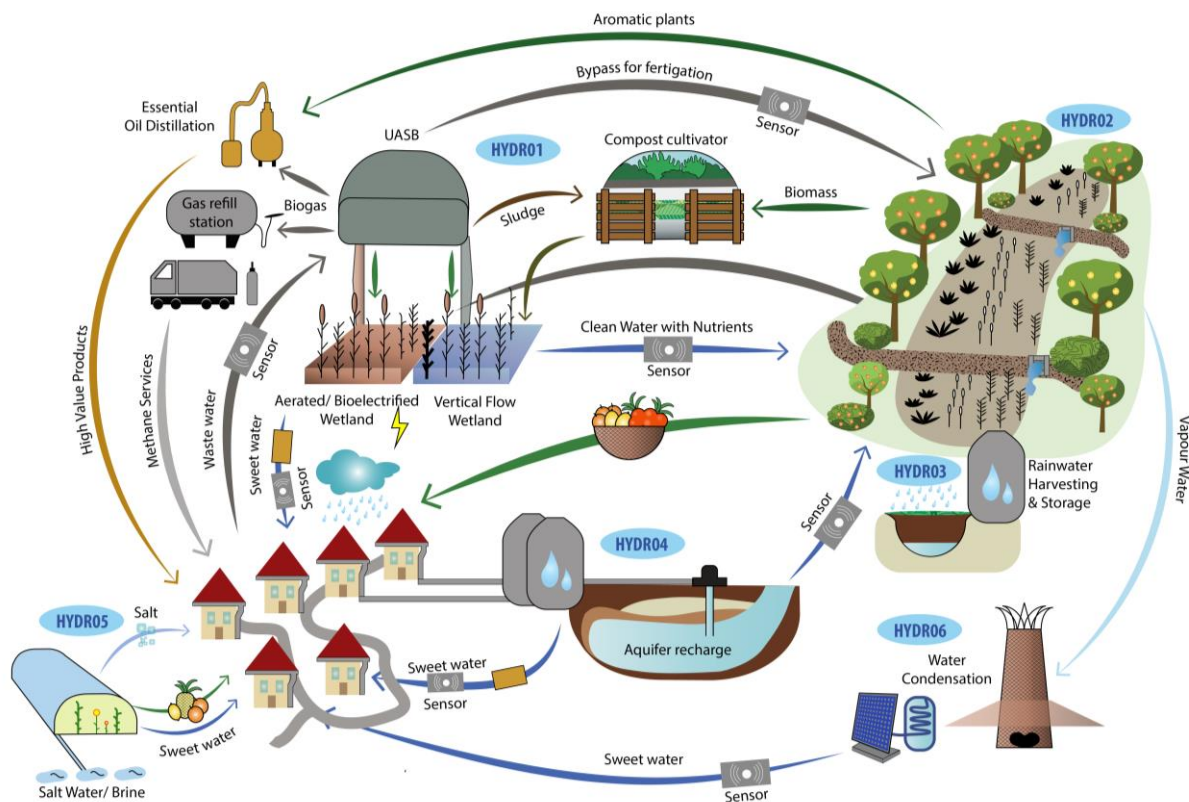 Aromatic plants
Bypass for fertigation
Sensor
Essential
Oil Distillation
UASB
HYDR01
Compost cultivator
HYDR02
Gas refill
station
Biogas
Sludge
Biomass
High Value Products
Methane Services
Waste water
Sensor
Clean Water with Nutrients
Sensor
Aerated/ Bioelectrified
Wetland
Vertical Flow
Wetland
Sweet water
Sensor
Vapour Water
HYDR03
Rainwater
Harvesting
& Storage
Sensor
HYDR04
Aquifer recharge
HYDR05
Salt
Sweet water
Sensor
HYDR06
Water
Condensation
Sweet water
Salt Water/ Brine
Sweet water
Sensor